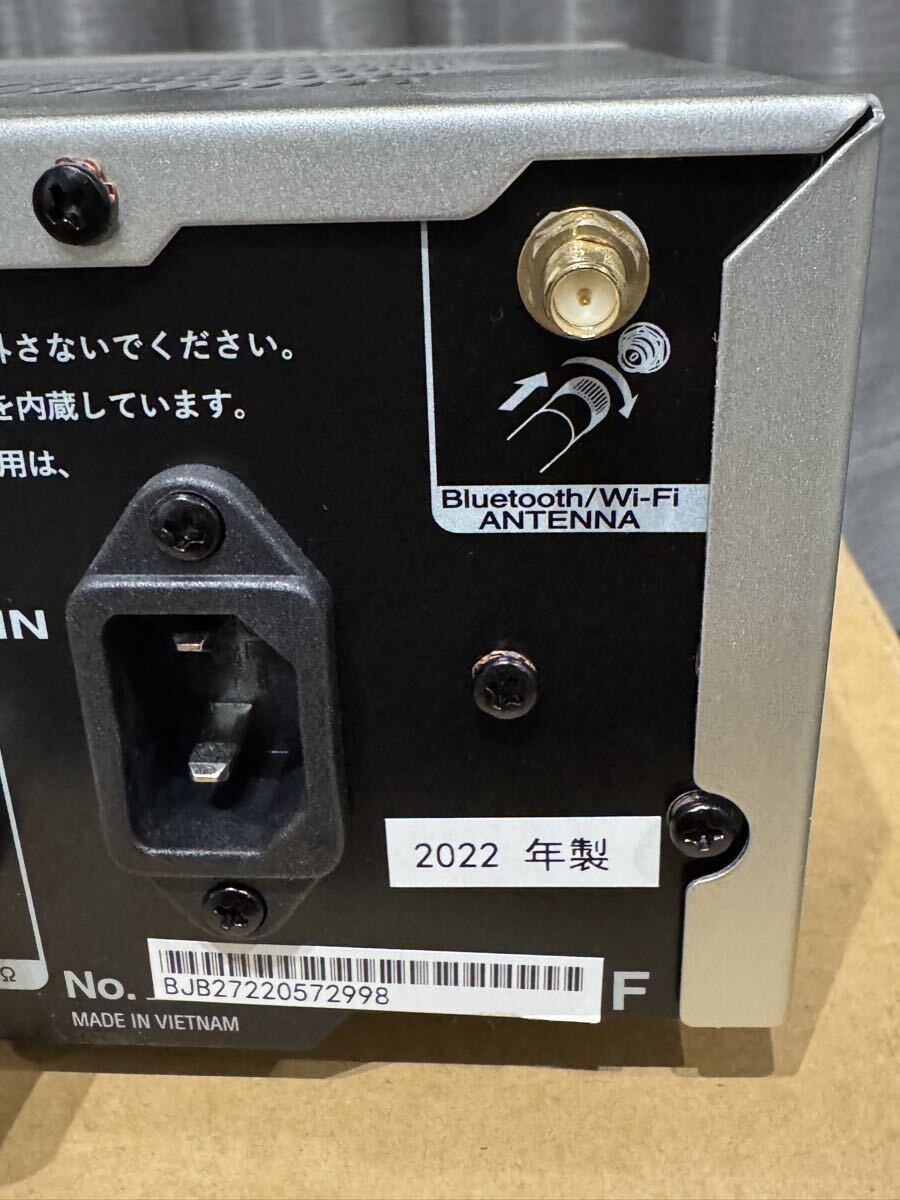 外さないでください。
を内蔵しています。
用は、
Bluetooth/Wi-Fi
ANTENNA
IN
2022 年製
Ω
No.
BJB27220572998
F
MADE IN VIETNAM